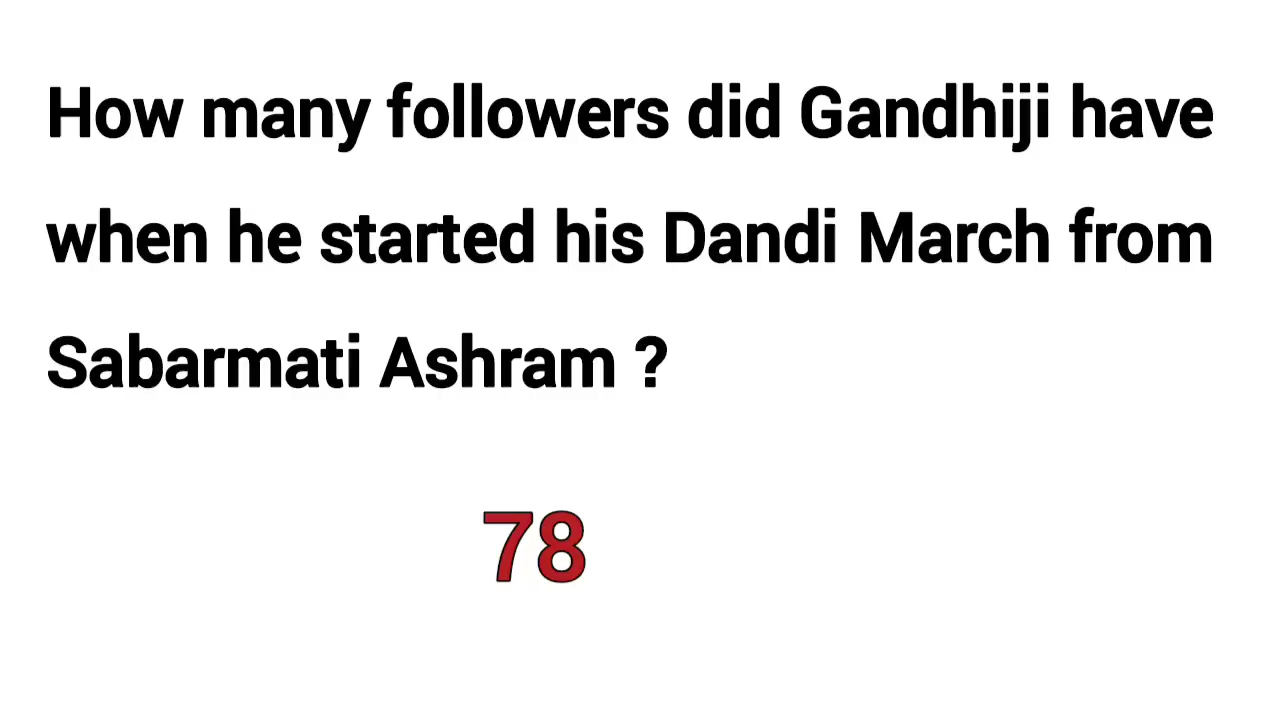 How many followers did Gandhiji have
when he started his Dandi March from
Sabarmati Ashram ?
78